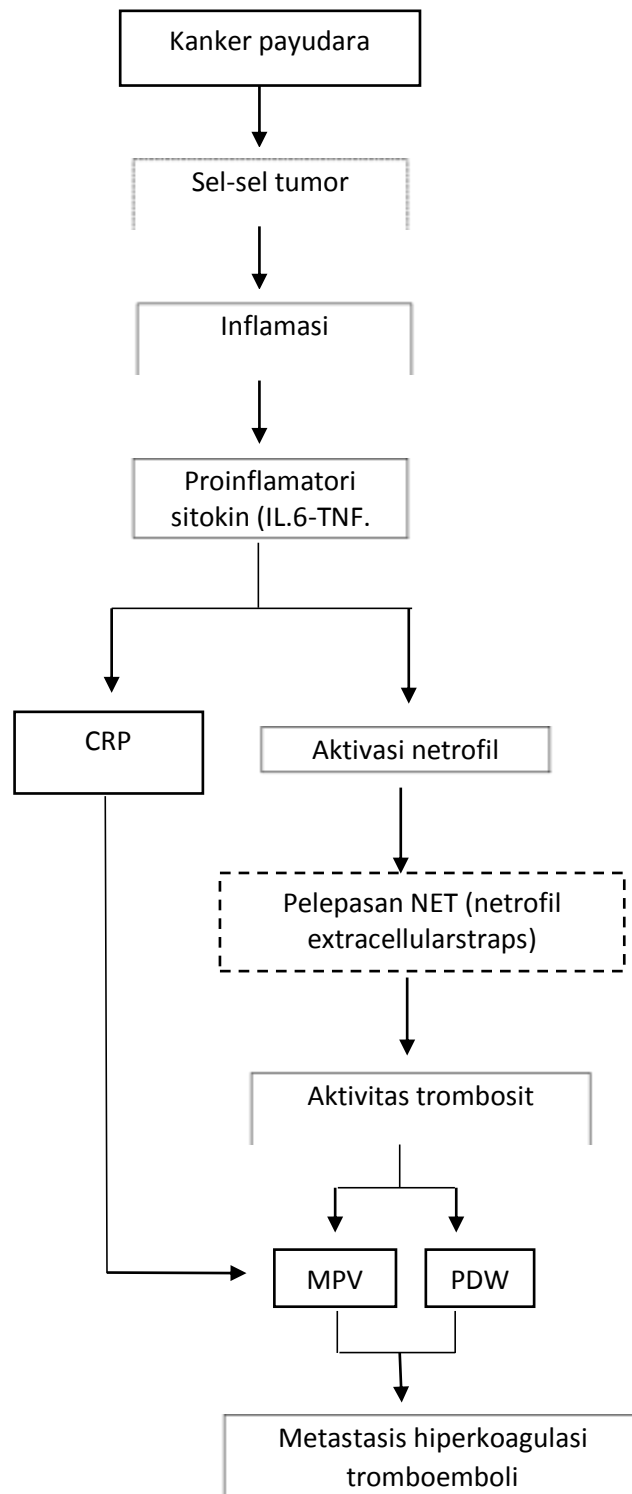 Kanker payudara
Sel-sel tumor
Inflamasi
Proinflamatori
sitokin (IL.6-TNF.
CRP
Aktivasi netrofil
Pelepasan NET (netrofil
extracellularstraps)
Aktivitas trombosit
MPV
PDW
Metastasis hiperkoagulasi
tromboemboli